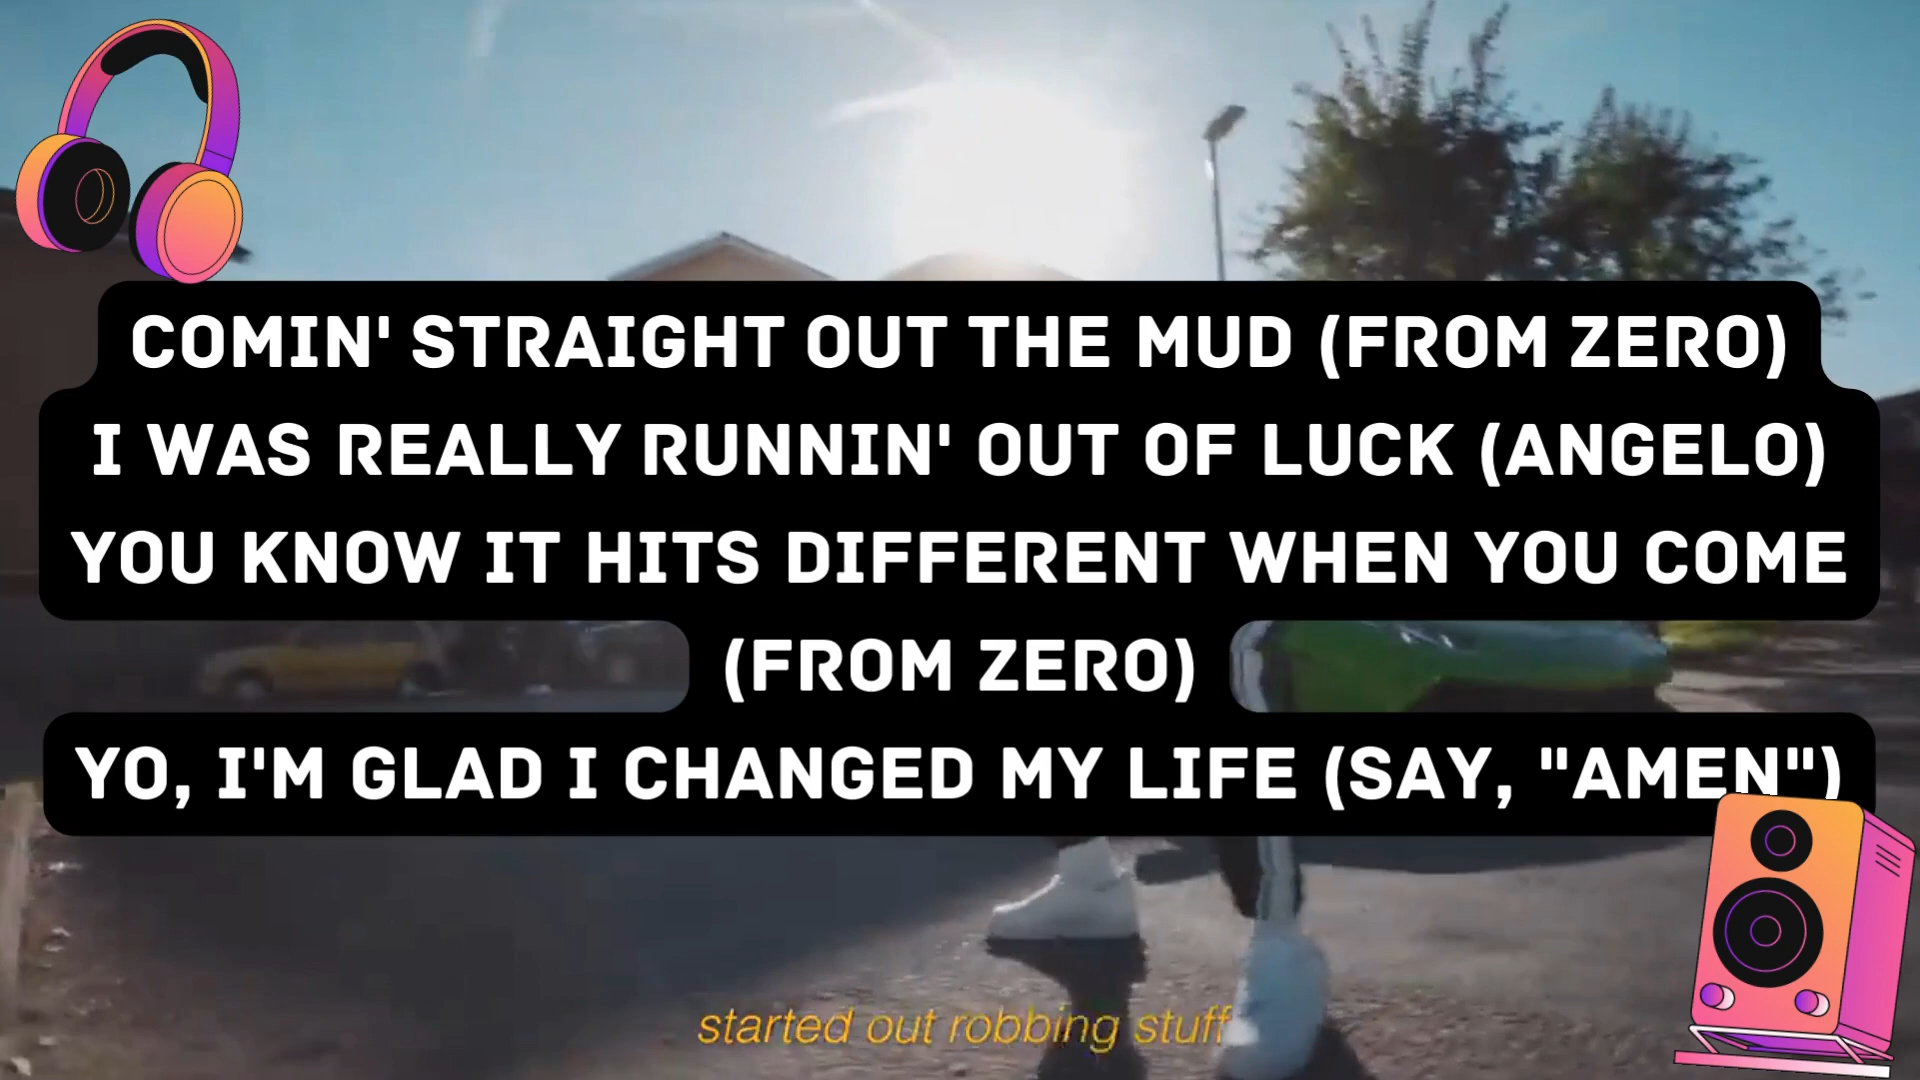 COMIN' STRAIGHT OUT THE MUD (FROM ZERO)
I WAS REALLY RUNNIN' OUT OF LUCK (ANGELO)
YOU KNOW IT HITS DIFFERENT WHEN YOU COME
(FROM ZERO)
YO, I'M GLAD I CHANGED MY LIFE (SAY, "AMEN")
started out robbing stuff